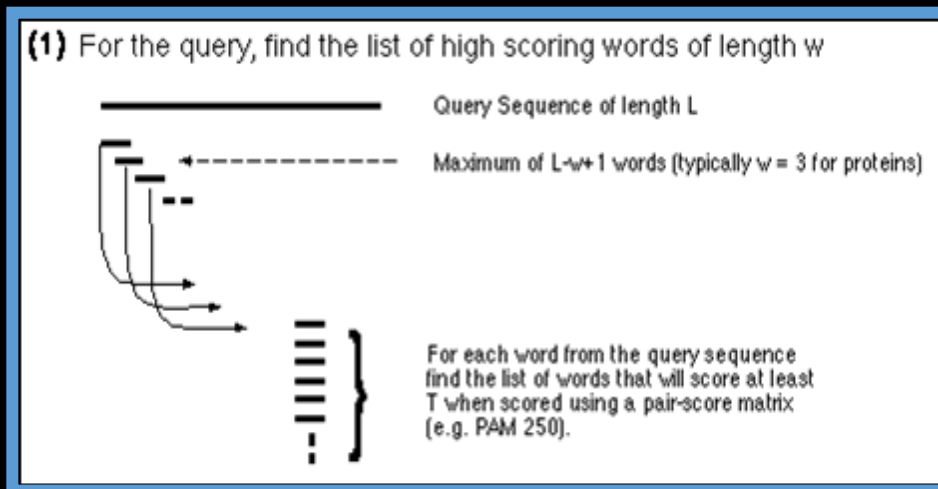 (1) For the query, find the list of high scoring words of length w
Query Sequence of length L
Maximum of L-w+1 words (typically w = 3 for proteins)
For each word from the query sequence
find the list of words that will score at least
T when scored using a pair-score matrix
(e.g. PAM 250).